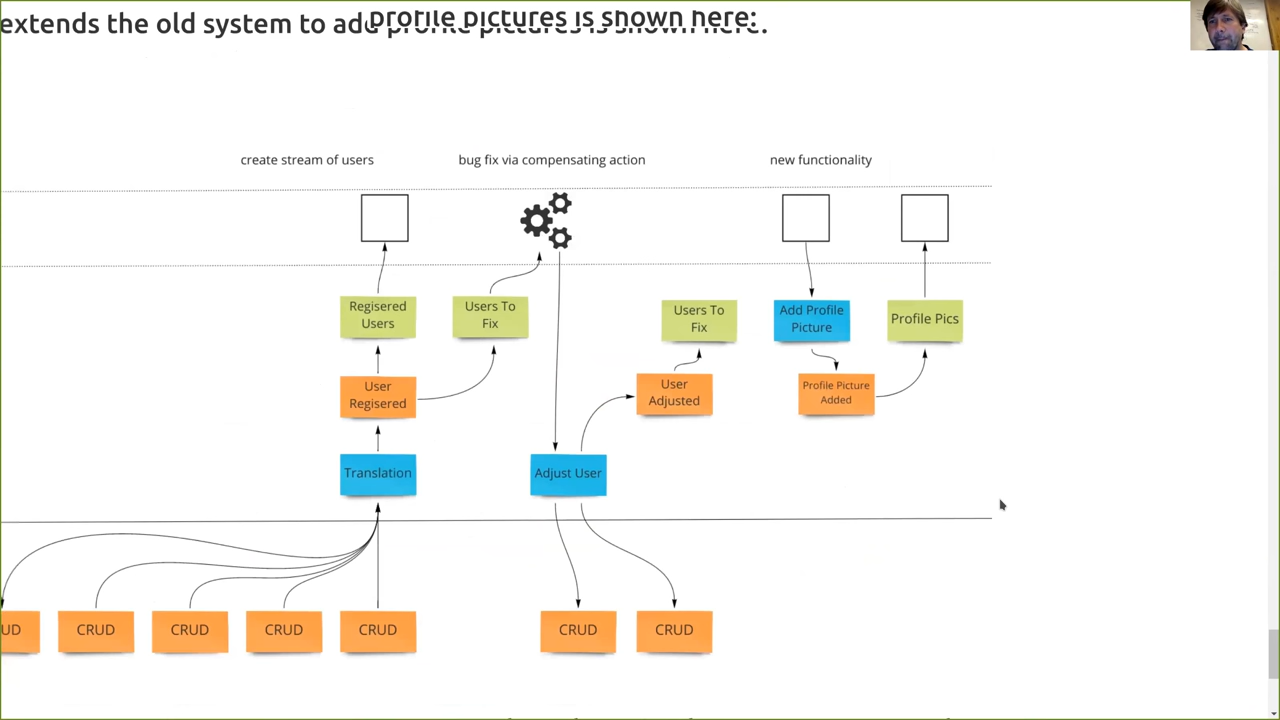 extends the old system to add profile pictures is shown here:
create stream of users
bug fix via compensating action
new functionality
Regisered
Users
Users To
Fix
Users To
Fix
Add Profile
Picture
Profile Pics
User
Regisered
User
Adjusted
Profile Picture
Added
Translation
Adjust User
UD
CRUD
CRUD
CRUD
CRUD
CRUD
CRUD